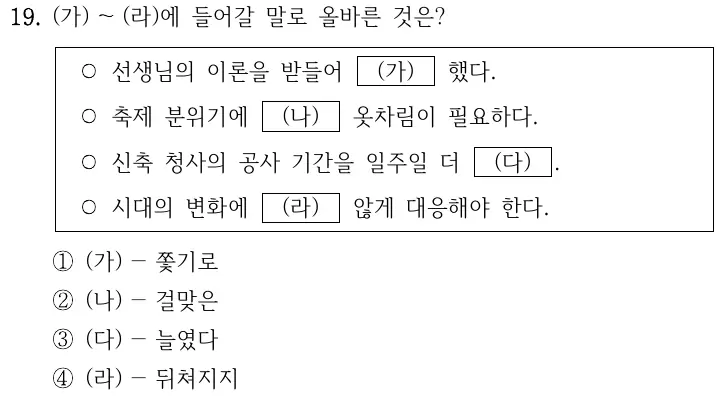 19. (가) ~ (라)에 들어갈 말로 올바른 것은?
○ 선생님의 이론을 받들어 (가) 했다.
○ 축제 분위기에 (나) 옷차림이 필요하다.
○ 신축 청사의 공사 기간을 일주일 더 (다).
○ 시대의 변화에 (라) 않게 대응해야 한다.
① (가) - 쫓기로
② (나) - 걸맞은
③ (다) - 늘였다
④ (라) - 뒤쳐지지